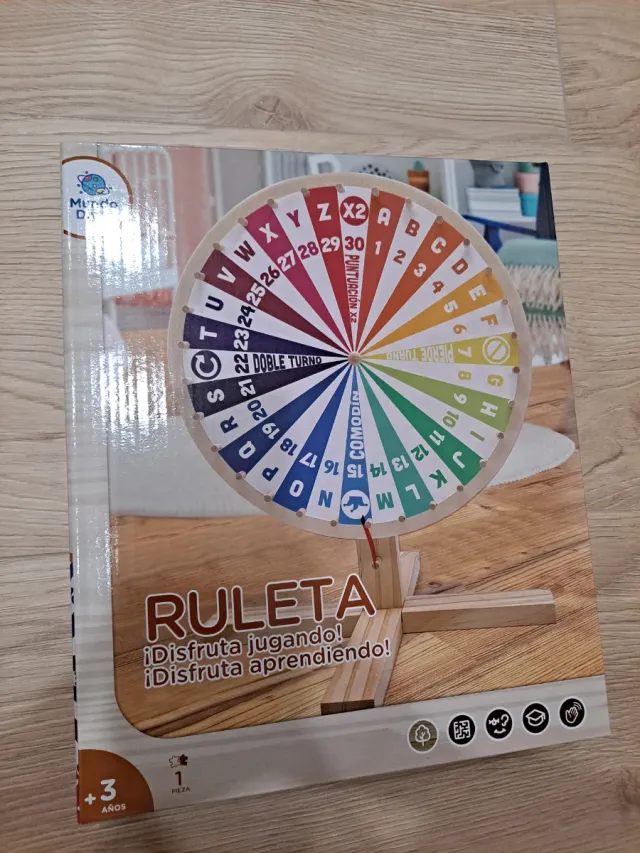 Mundo
X2
A
B
C
D
E
F
G
H
I
J
K
L
M
N
O
P
Q
R
S
T
U
V
W
X
Y
Z
30
1
2
3
4
5
6
7
8
9
10
11
12
13
14
15
16
17
18
19
20
21
22
23
24
25
26
27
28
29
PUNTUACIÓN X2
PIERDE TURNO
COMODÍN
DOBLE TURNO
RULETA
¡Disfruta jugando!
¡Disfruta aprendiendo!
+3
AÑOS
1
PIEZA